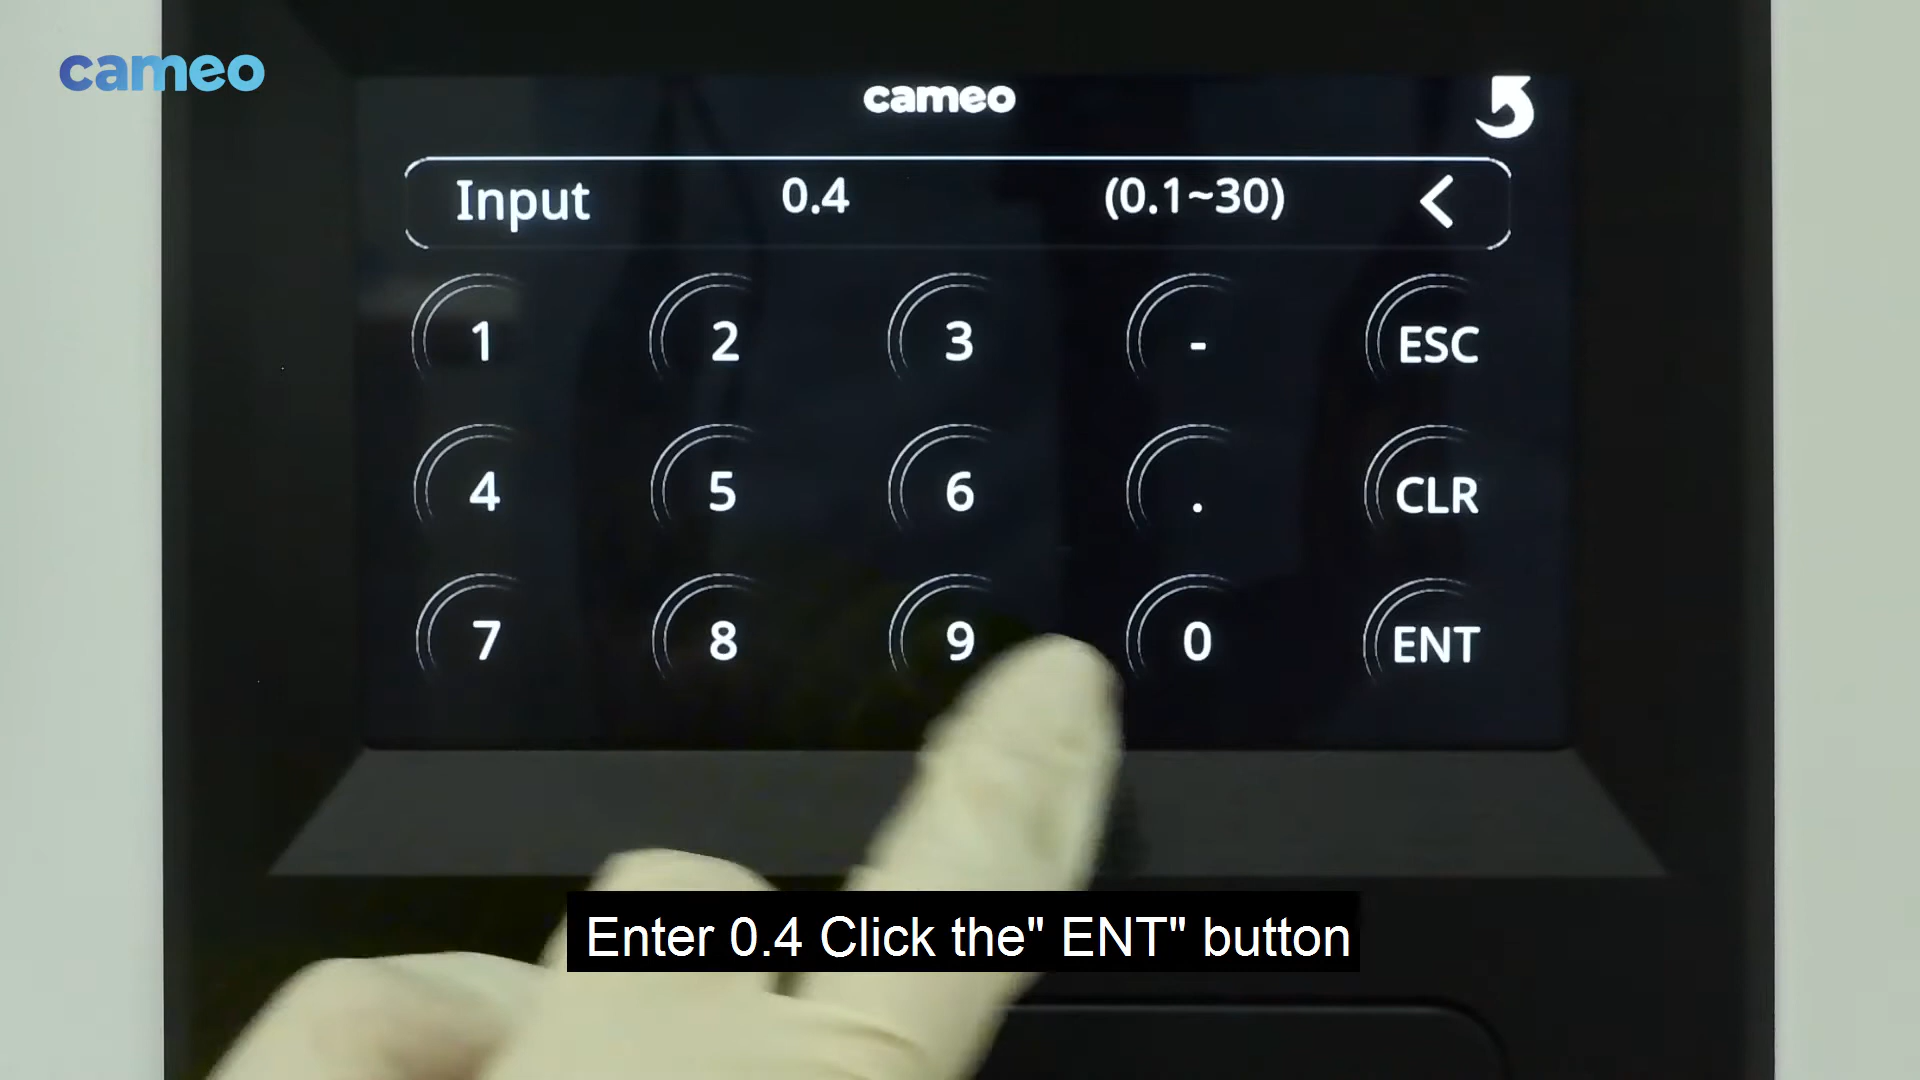 cameo
cameo
Input 0.4 (0.1~30) <
1 2 3 - ESC
4 5 6 . CLR
7 8 9 0 ENT
Enter 0.4 Click the" ENT" button